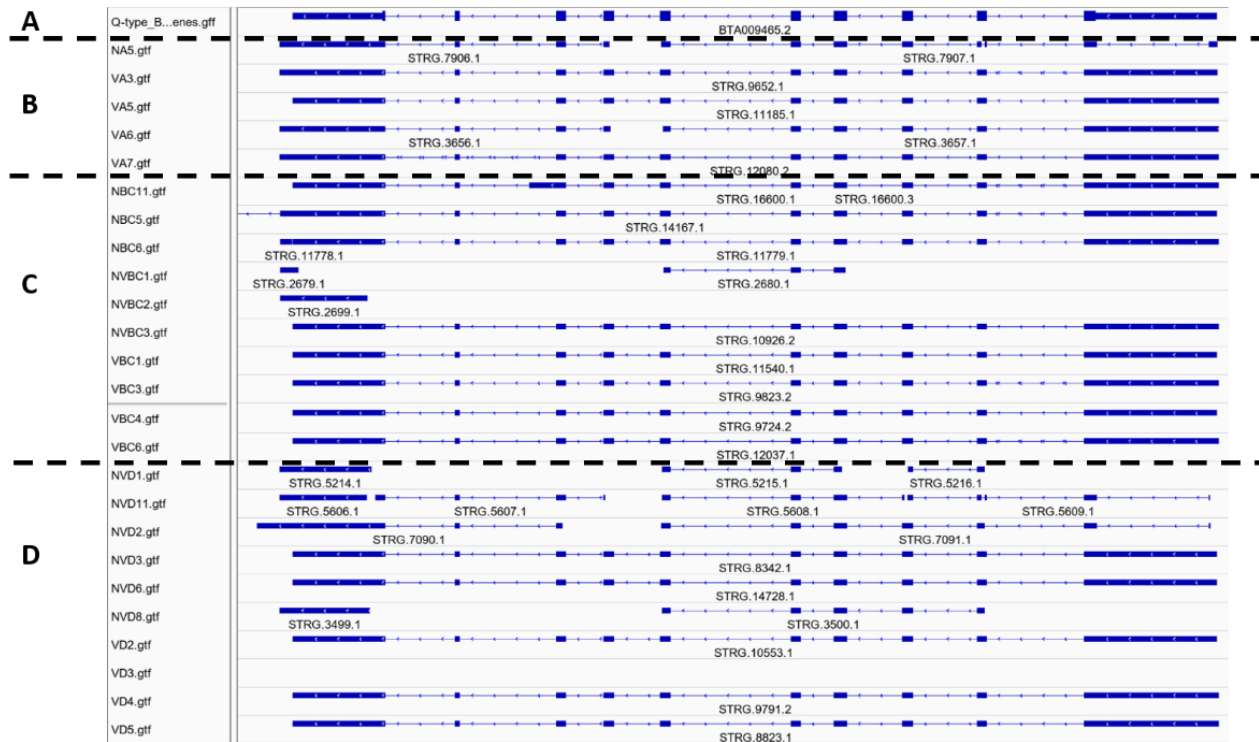 A
Q-type_B...enes.gff
BTA009465.2
NA5.gtf
STRG.7906.1 STRG.7907.1
VA3.gtf
STRG.9652.1
B
VA5.gtf
STRG.11185.1
VA6.gtf
STRG.3656.1 STRG.3657.1
VA7.gtf
STRG.12080.2
NBC11.gtf
STRG.16600.1 STRG.16600.3
NBC5.gtf
STRG.14167.1
NBC6.gtf
STRG.11778.1 STRG.11779.1
C
NVBC1.gtf
STRG.2679.1 STRG.2680.1
NVBC2.gtf
STRG.2699.1
NVBC3.gtf
STRG.10926.2
VBC1.gtf
STRG.11540.1
VBC3.gtf
STRG.9823.2
VBC4.gtf
STRG.9724.2
VBC6.gtf
STRG.12037.1
NVD1.gtf
STRG.5214.1 STRG.5215.1 STRG.5216.1
NVD11.gtf
STRG.5606.1 STRG.5607.1 STRG.5608.1 STRG.5609.1
NVD2.gtf
STRG.7090.1 STRG.7091.1
D
NVD3.gtf
STRG.8342.1
NVD6.gtf
STRG.14728.1
NVD8.gtf
STRG.3499.1 STRG.3500.1
VD2.gtf
STRG.10553.1
VD3.gtf
VD4.gtf
STRG.9791.2
VD5.gtf
STRG.8823.1